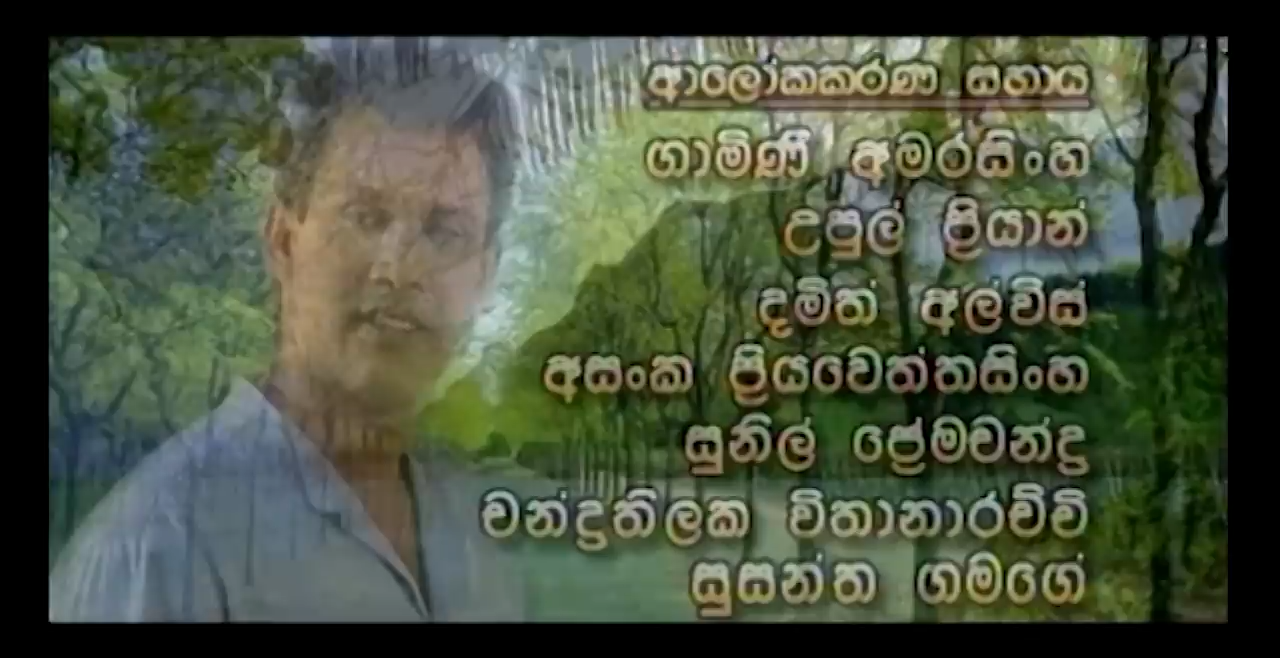 ආලෝකකරණ සහාය
ගාමිණී අමරසිංහ
උපුල් ප්‍රියාන්
දමිත් අල්විස්
අසංක ප්‍රියවෙත්තසිංහ
සුනිල් ප්‍රේමචන්ද්‍ර
චන්ද්‍රතිලක විතානාරච්චි
සුසන්ත ගමගේ